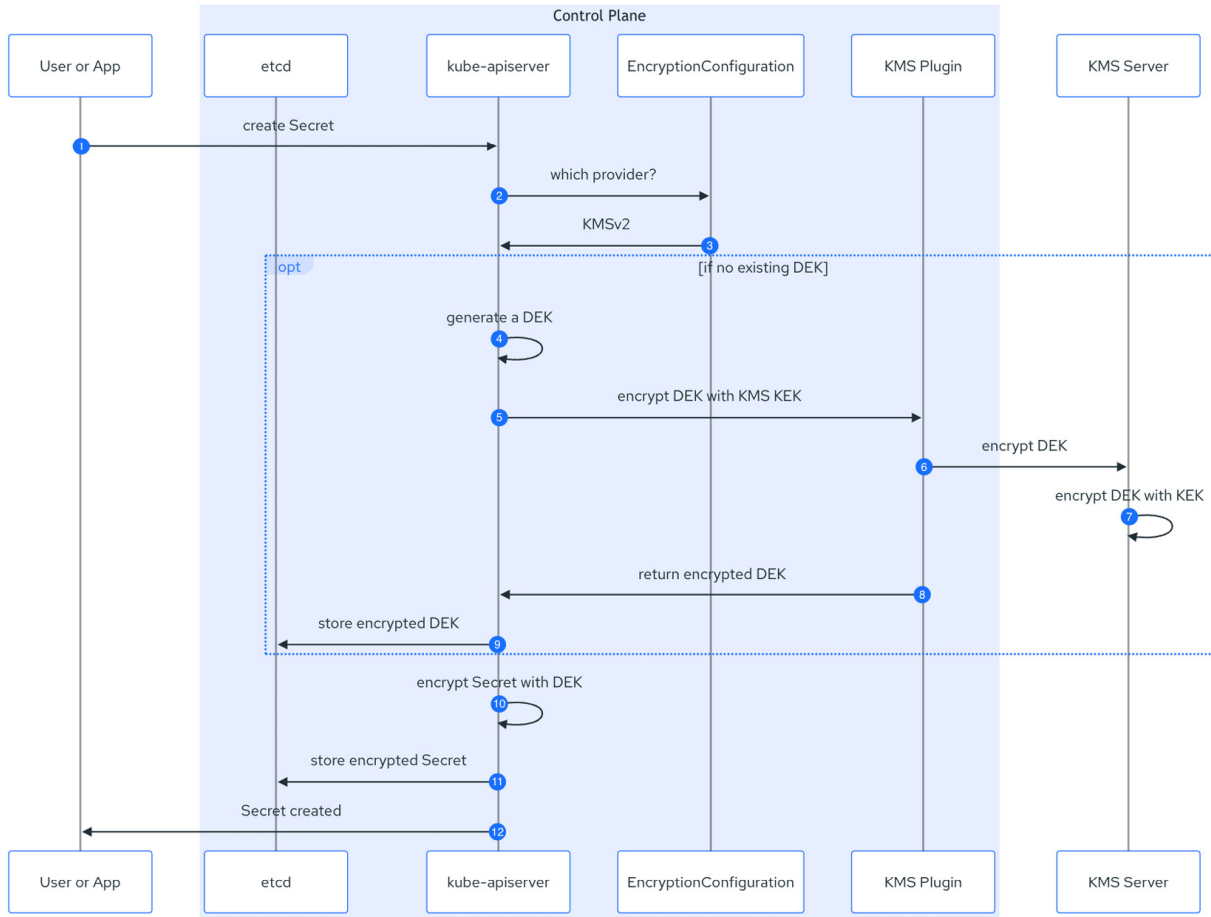 Control Plane
User or App
etcd
kube-apiserver
EncryptionConfiguration
KMS Plugin
KMS Server
create Secret
1
which provider?
2
KMSv2
3
opt
[if no existing DEK]
generate a DEK
4
encrypt DEK with KMS KEK
5
encrypt DEK
6
encrypt DEK with KEK
7
return encrypted DEK
8
store encrypted DEK
9
encrypt Secret with DEK
10
store encrypted Secret
11
Secret created
12
User or App
etcd
kube-apiserver
EncryptionConfiguration
KMS Plugin
KMS Server